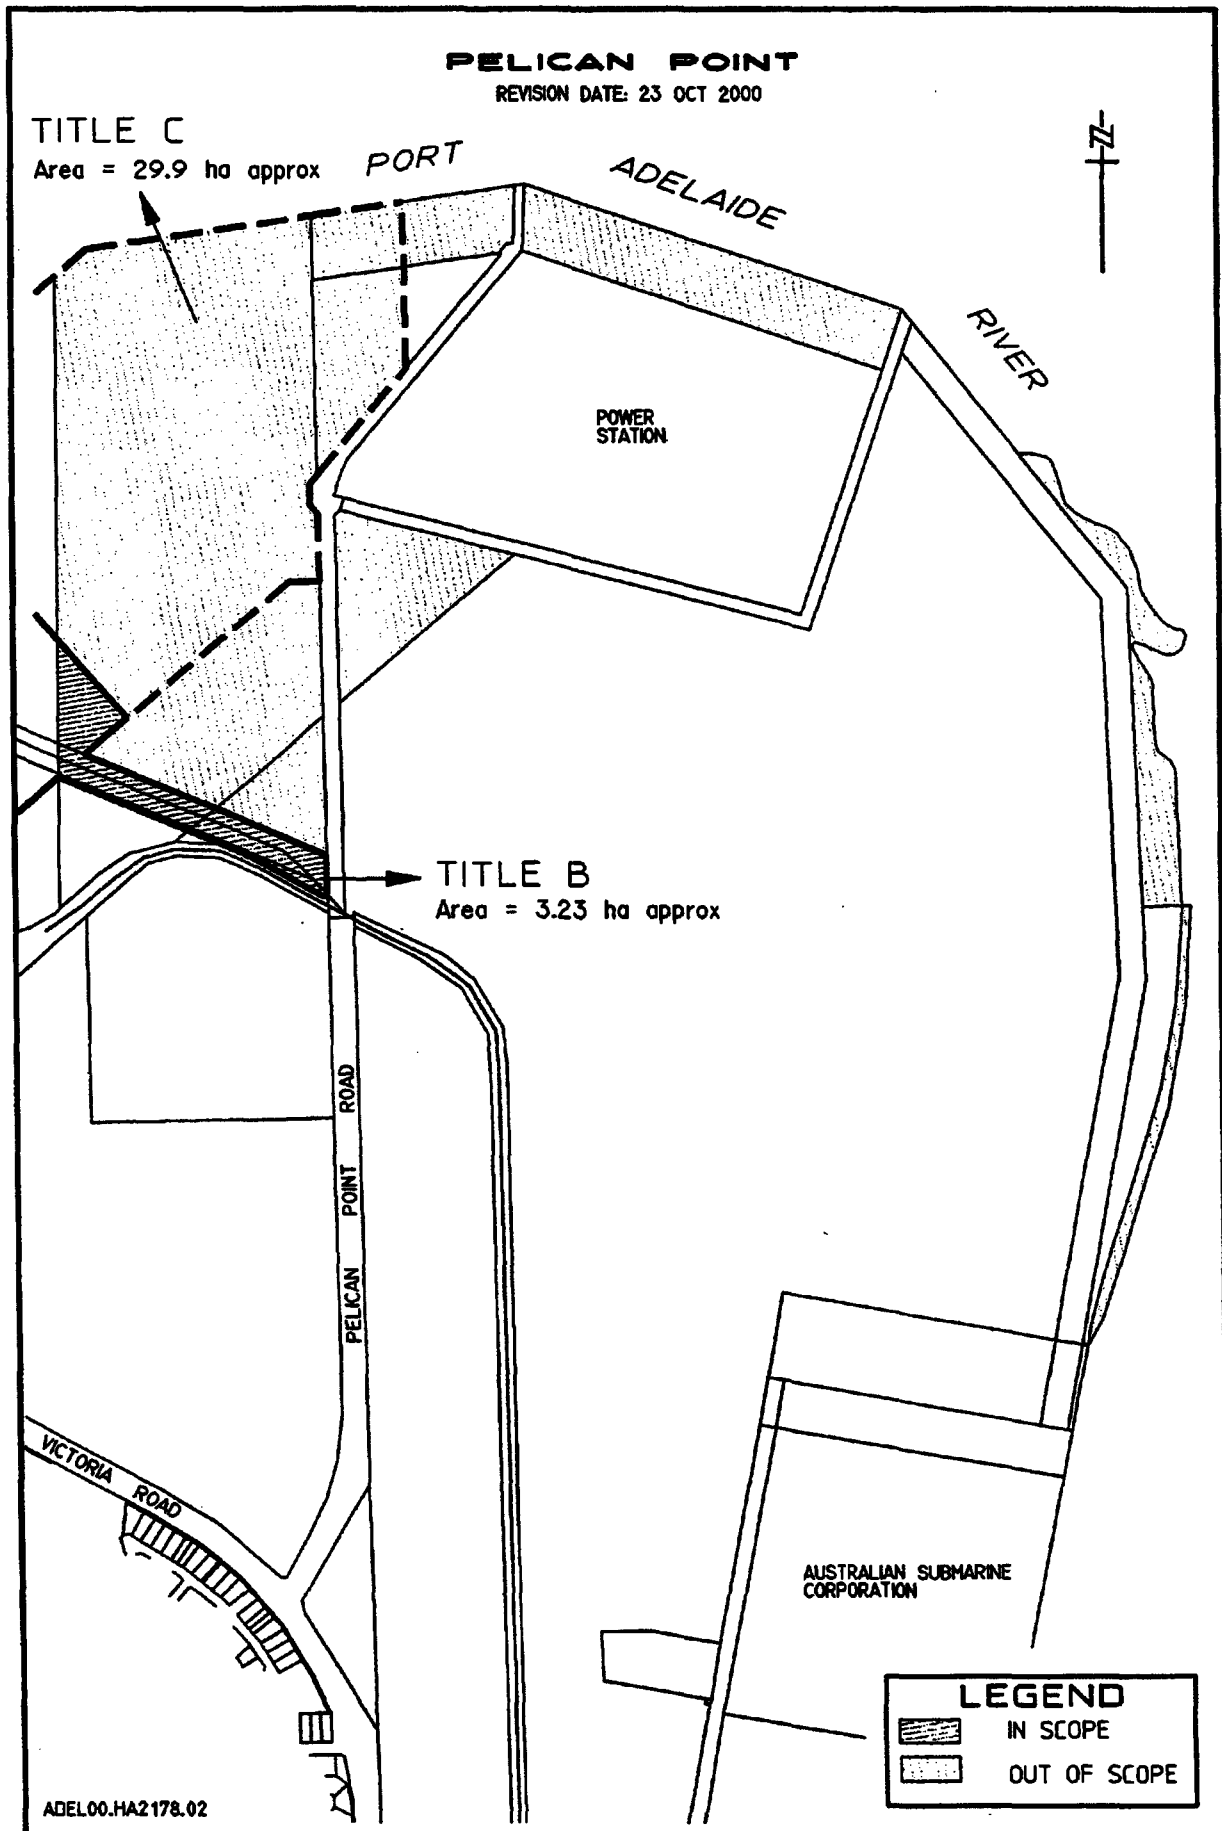 PELICAN POINT
REVISION DATE: 23 OCT 2000
TITLE C
Area = 29.9 ha approx
PORT
ADELAIDE
RIVER
N
POWER
STATION
TITLE B
Area = 3.23 ha approx
PELICAN POINT ROAD
VICTORIA ROAD
AUSTRALIAN SUBMARINE
CORPORATION
LEGEND
IN SCOPE
OUT OF SCOPE
ADEL00.HA2178.02